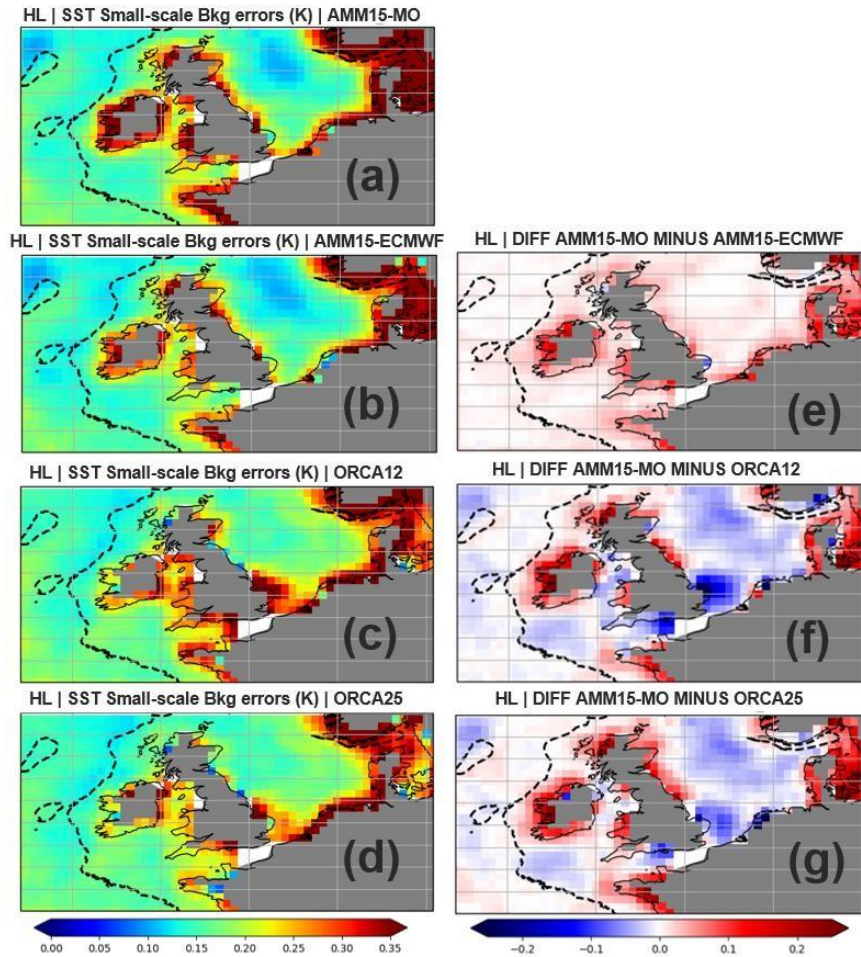 HL | SST Small-scale Bkg errors (K) | AMM15-MO
(a)
HL | SST Small-scale Bkg errors (K) | AMM15-ECMWF
(b)
HL | DIFF AMM15-MO MINUS AMM15-ECMWF
(e)
HL | SST Small-scale Bkg errors (K) | ORCA12
(c)
HL | DIFF AMM15-MO MINUS ORCA12
(f)
HL | SST Small-scale Bkg errors (K) | ORCA25
(d)
HL | DIFF AMM15-MO MINUS ORCA25
(g)
0.00 0.05 0.10 0.15 0.20 0.25 0.30 0.35
−0.2 −0.1 0.0 0.1 0.2